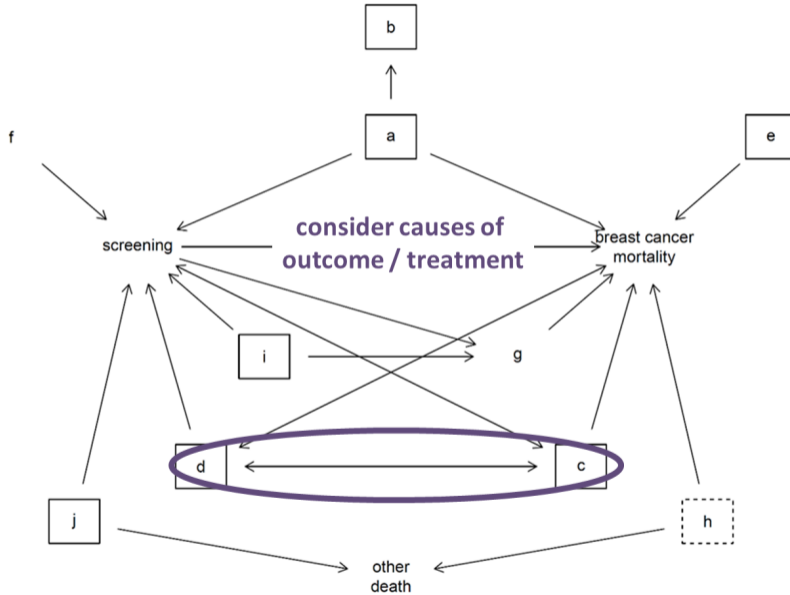 b
f
a
e
screening
consider causes of
outcome / treatment
breast cancer
mortality
i
g
d
c
j
h
other
death